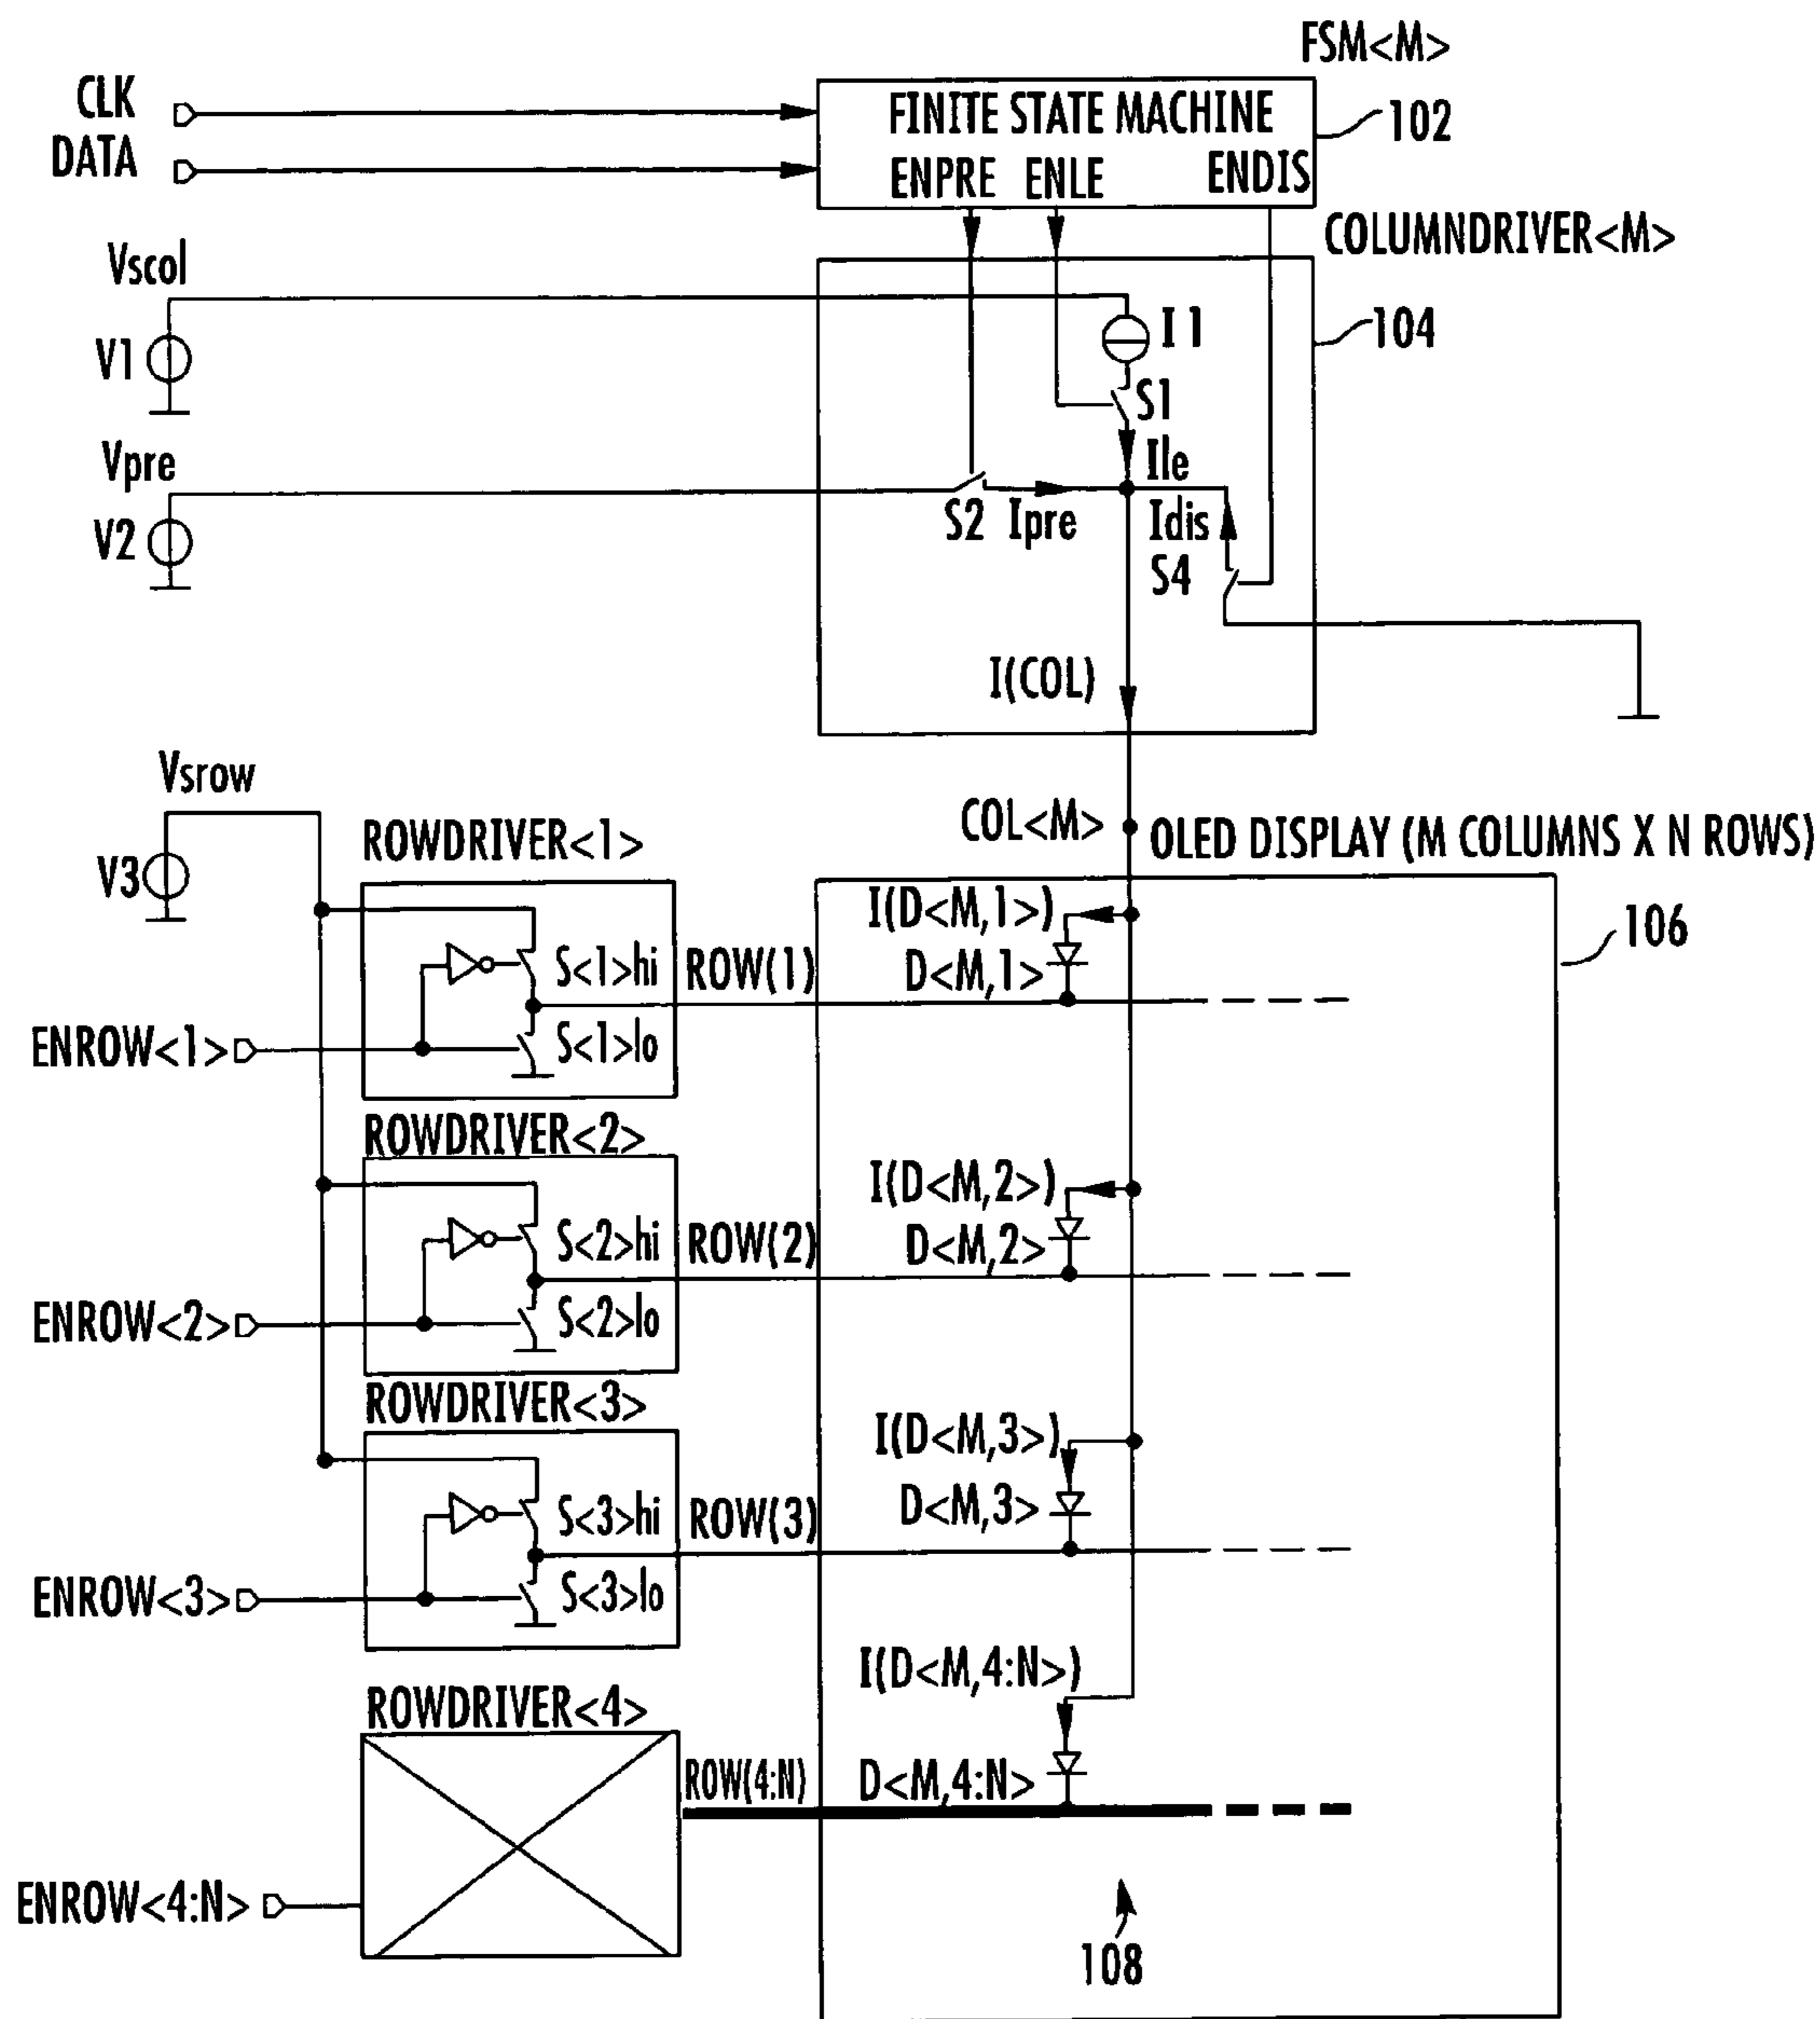 FSM<M>
CLK
DATA
FINITE STATE MACHINE
ENPRE ENLE ENDIS
102
COLUMNDRIVER<M>
Vscol
V1
I1
S1
104
Ile
Vpre
V2
S2 Ipre
Idis
S4
I(COL)
Vsrow
V3
COL<M>
OLED DISPLAY (M COLUMNS X N ROWS)
106
ROWDRIVER<1>
S<1>hi
S<1>lo
ROW(1)
I(D<M,1>)
D<M,1>
ENROW<1>
ROWDRIVER<2>
S<2>hi
S<2>lo
ROW(2)
I(D<M,2>)
D<M,2>
ENROW<2>
ROWDRIVER<3>
S<3>hi
S<3>lo
ROW(3)
I(D<M,3>)
D<M,3>
ENROW<3>
ROWDRIVER<4>
ROW(4:N)
I(D<M,4:N>)
D<M,4:N>
ENROW<4:N>
108